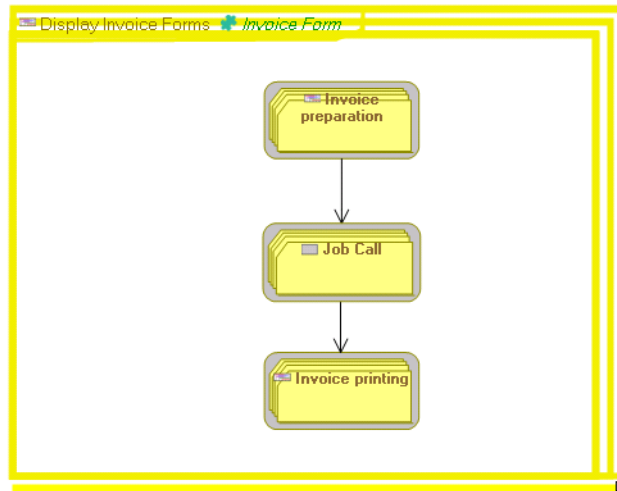 Display Invoice Forms Invoice Form
Invoice
preparation
Job Call
Invoice printing